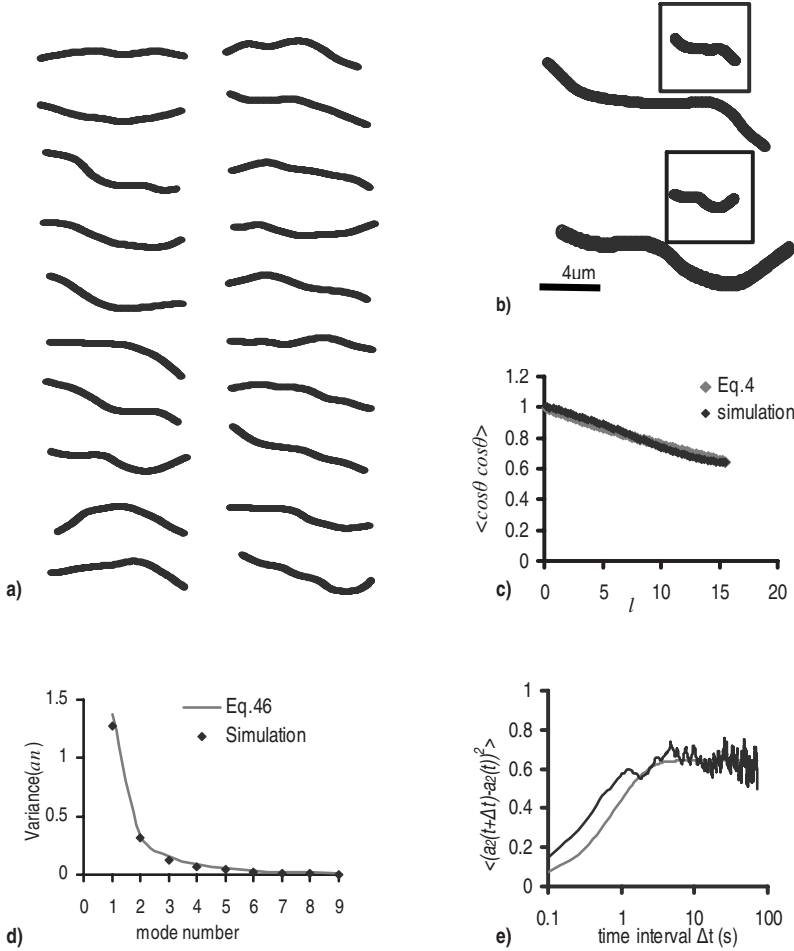 a)
4um
b)
1.2
1
0.8
0.6
0.4
0.2
0
<cosθ cosθ>
Eq.4
simulation
0 5 10 15 20
l
c)
1.5
1
0.5
0
Variance(an)
Eq.46
Simulation
0 1 2 3 4 5 6 7 8 9
mode number
d)
1
0.8
0.6
0.4
0.2
0
<(a2(t+Δt)-a2(t))²>
0.1 1 10 100
time interval Δt (s)
e)